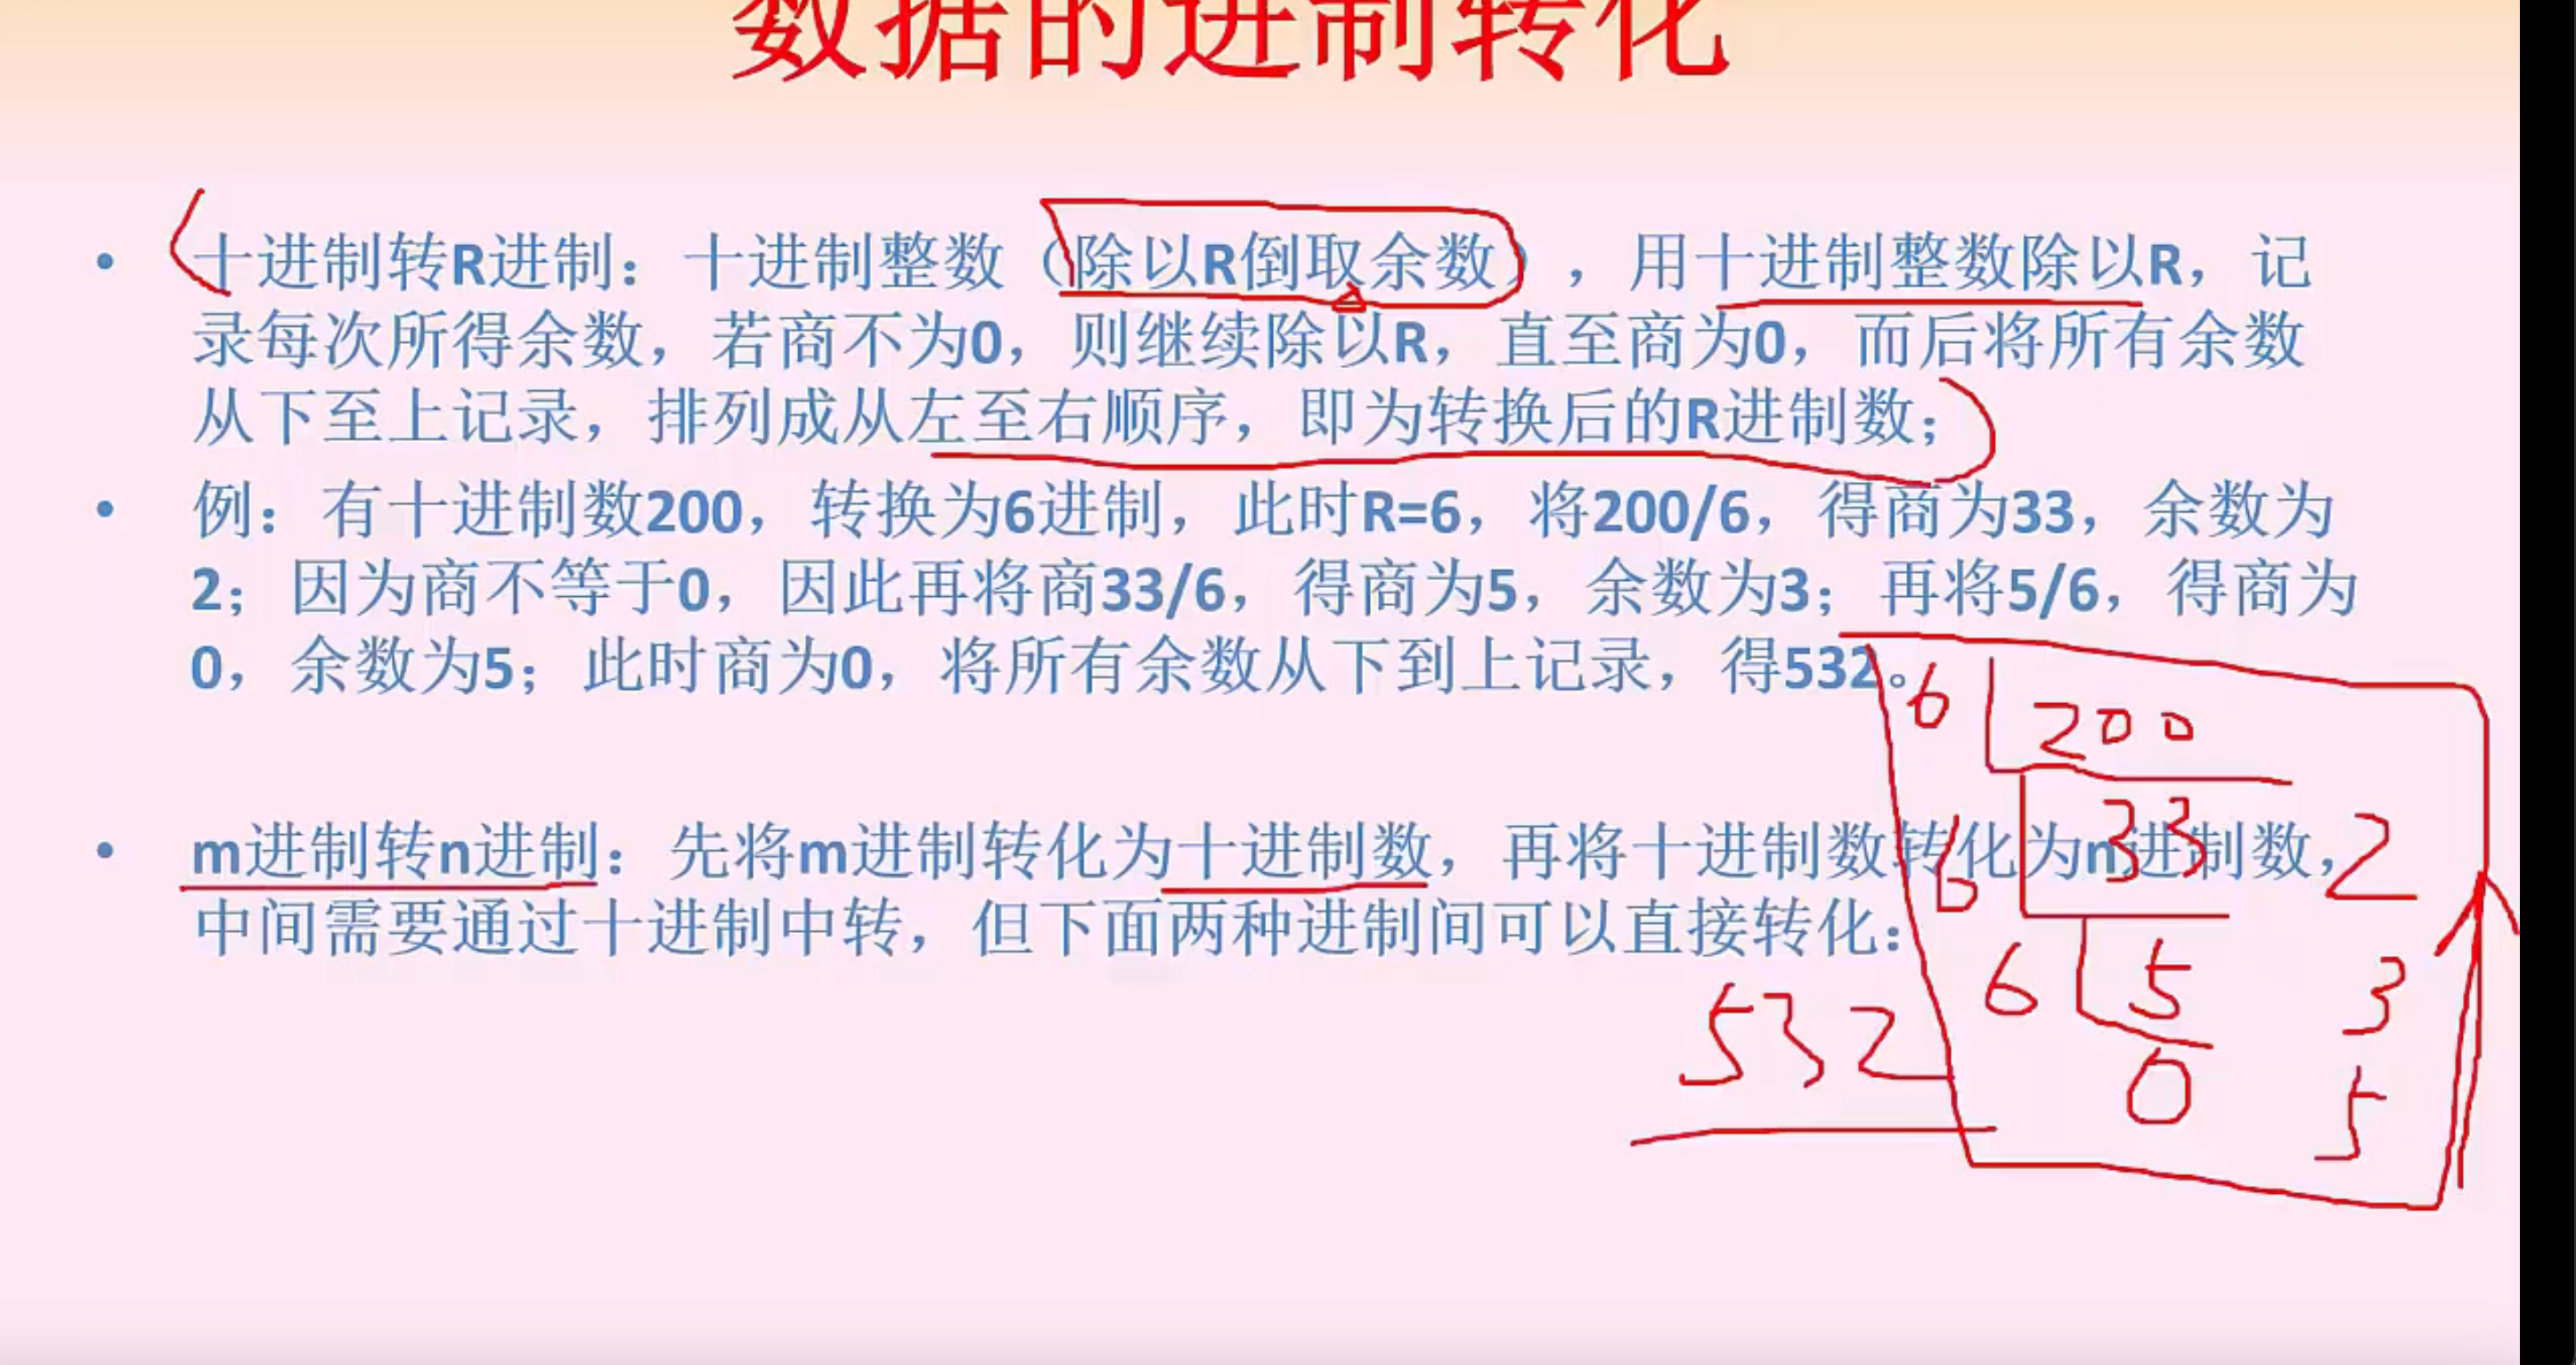 数据的进制转化
• 十进制转R进制：十进制整数（除以R倒取余数），用十进制整数除以R，记
录每次所得余数，若商不为0，则继续除以R，直至商为0，而后将所有余数
从下至上记录，排列成从左至右顺序，即为转换后的R进制数；
• 例：有十进制数200，转换为6进制，此时R=6，将200/6，得商为33，余数为
2；因为商不等于0，因此再将商33/6，得商为5，余数为3；再将5/6，得商为
0，余数为5；此时商为0，将所有余数从下到上记录，得532。
• m进制转n进制：先将m进制转化为十进制数，再将十进制数转化为n进制数，
中间需要通过十进制中转，但下面两种进制间可以直接转化：
6 200
6 33 2
6 5 3
0 5
532